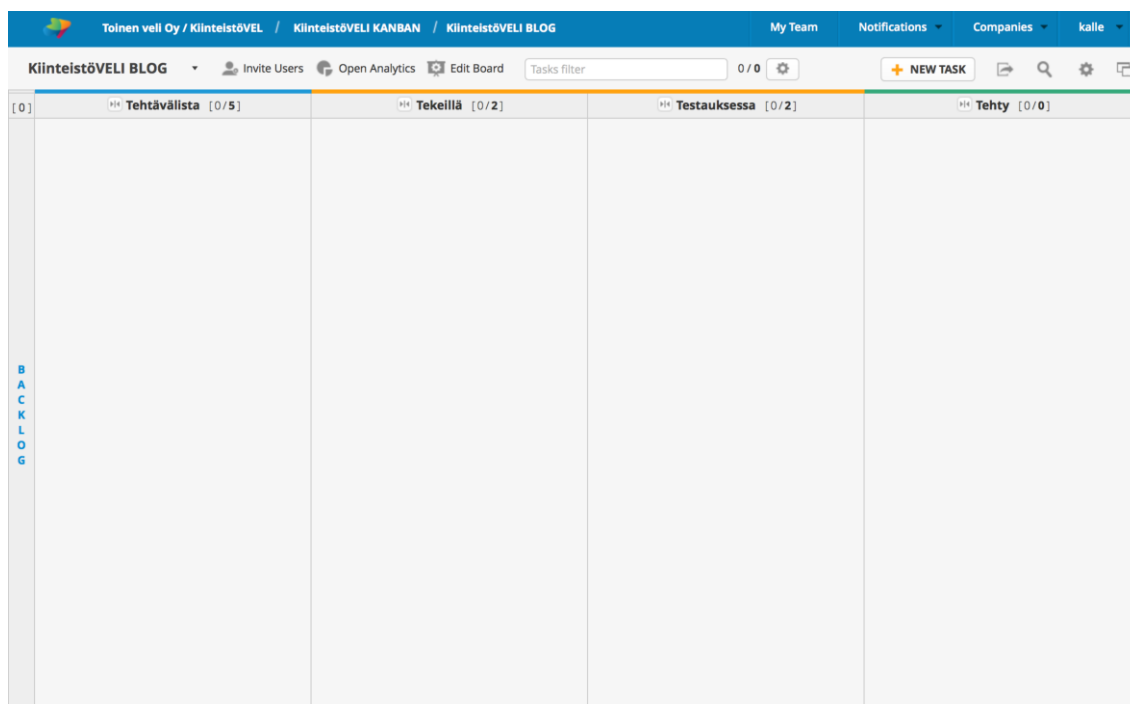 Toinen veli Oy / KiinteistöVEL / KiinteistöVELI KANBAN / KiinteistöVELI BLOG My Team Notifications Companies kalle
KiinteistöVELI BLOG Invite Users Open Analytics Edit Board Tasks filter 0 / 0 NEW TASK
[0] Tehtävälista [0/5] Tekeillä [0/2] Testauksessa [0/2] Tehty [0/0]
BACKLOG